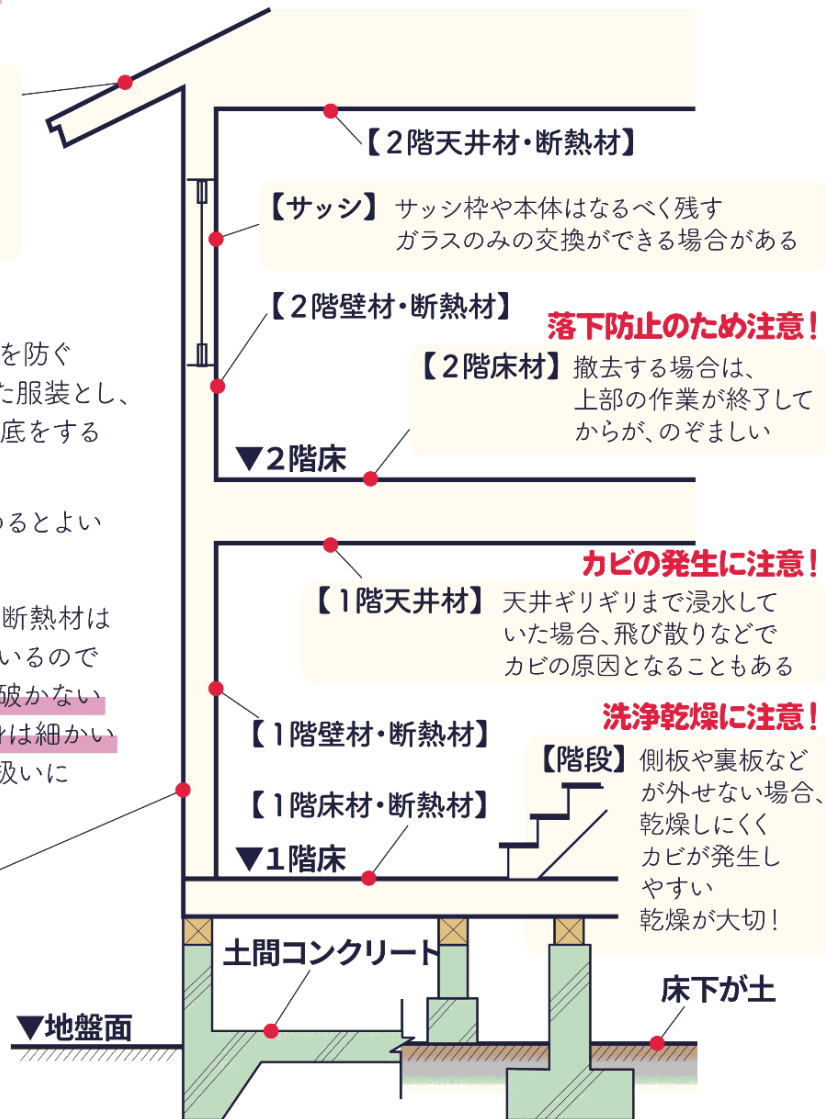 【2階天井材・断熱材】
【サッシ】 サッシ枠や本体はなるべく残す
ガラスのみの交換ができる場合がある
【2階壁材・断熱材】
落下防止のため注意!
【2階床材】 撤去する場合は、
上部の作業が終了して
からが、のぞましい
▼2階床
カビの発生に注意!
【1階天井材】 天井ギリギリまで浸水して
いた場合、飛び散りなどで
カビの原因となることもある
【1階壁材・断熱材】
洗浄乾燥に注意!
【階段】 側板や裏板など
が外せない場合、
乾燥しにくく
カビが発生し
やすい
乾燥が大切!
【1階床材・断熱材】
▼1階床
土間コンクリート
床下が土
▼地盤面
を防ぐ
た服装とし、
底をする
るとよい
断熱材は
いるので
破かない
は細かい
扱いに